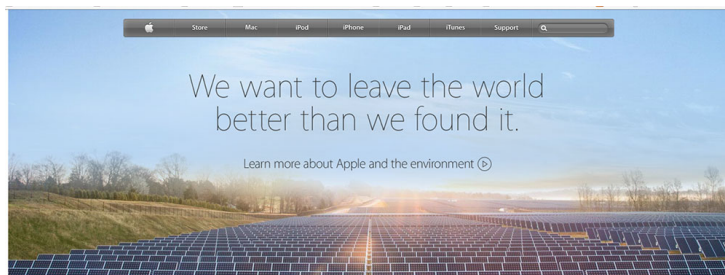 Store Mac iPod iPhone iPad iTunes Support
We want to leave the world
better than we found it.
Learn more about Apple and the environment